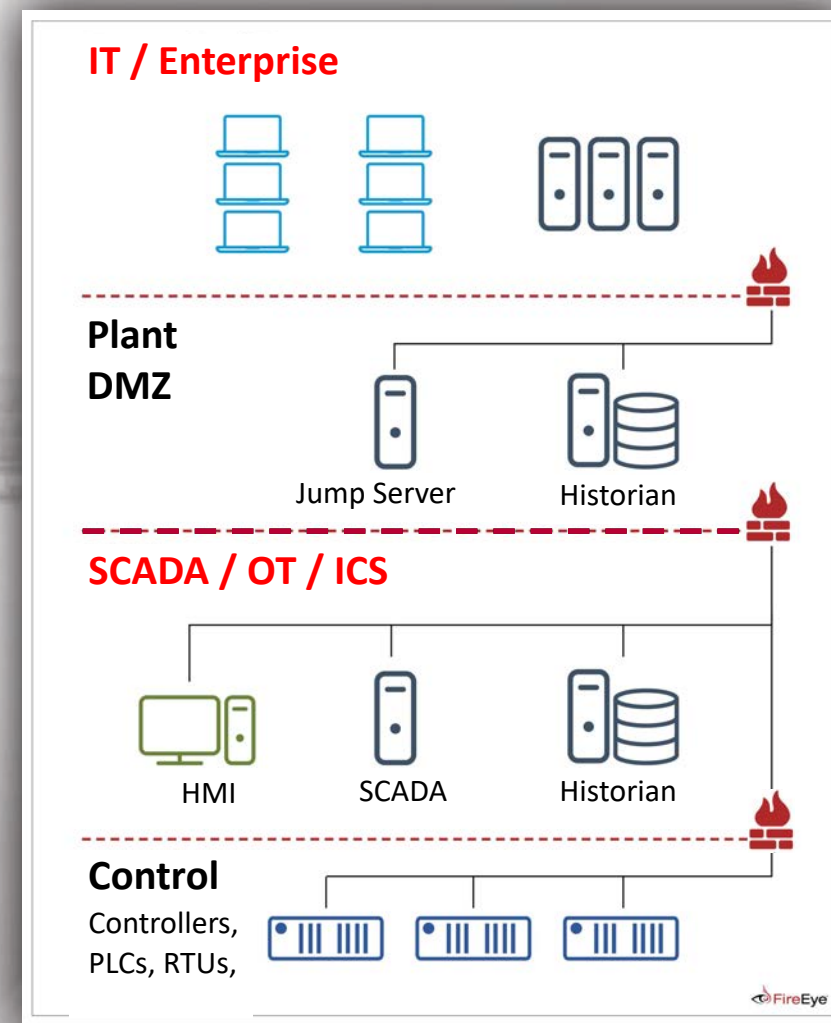 IT / Enterprise
Plant
DMZ
Jump Server
Historian
SCADA / OT / ICS
HMI
SCADA
Historian
Control
Controllers,
PLCs, RTUs,
FireEye